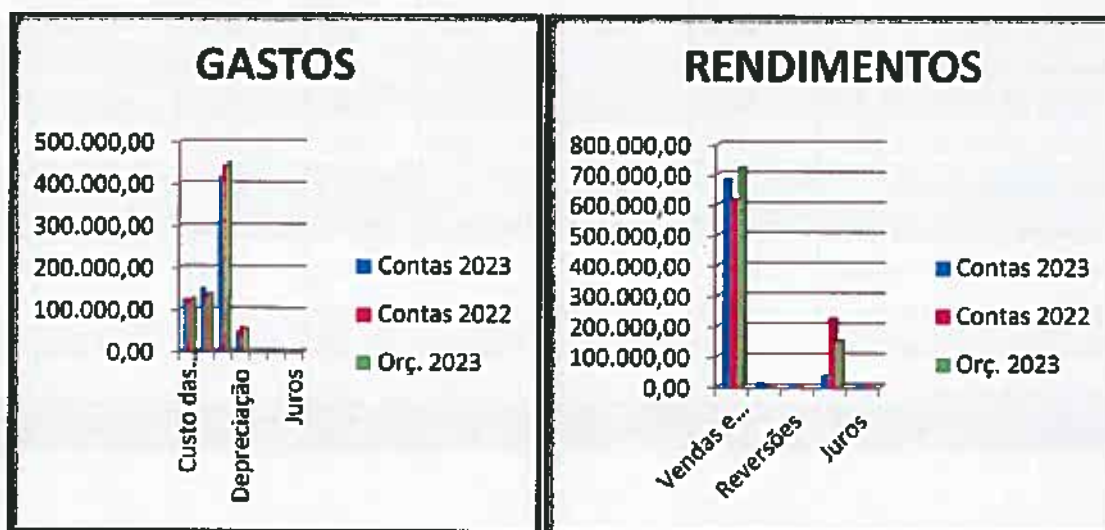 GASTOS
500.000,00
400.000,00
300.000,00
200.000,00
100.000,00
0,00
Custo das...
Depreciação
Juros
Contas 2023
Contas 2022
Orç. 2023
RENDIMENTOS
800.000,00
700.000,00
600.000,00
500.000,00
400.000,00
300.000,00
200.000,00
100.000,00
0,00
Vendas e...
Reversões
Juros
Contas 2023
Contas 2022
Orç. 2023